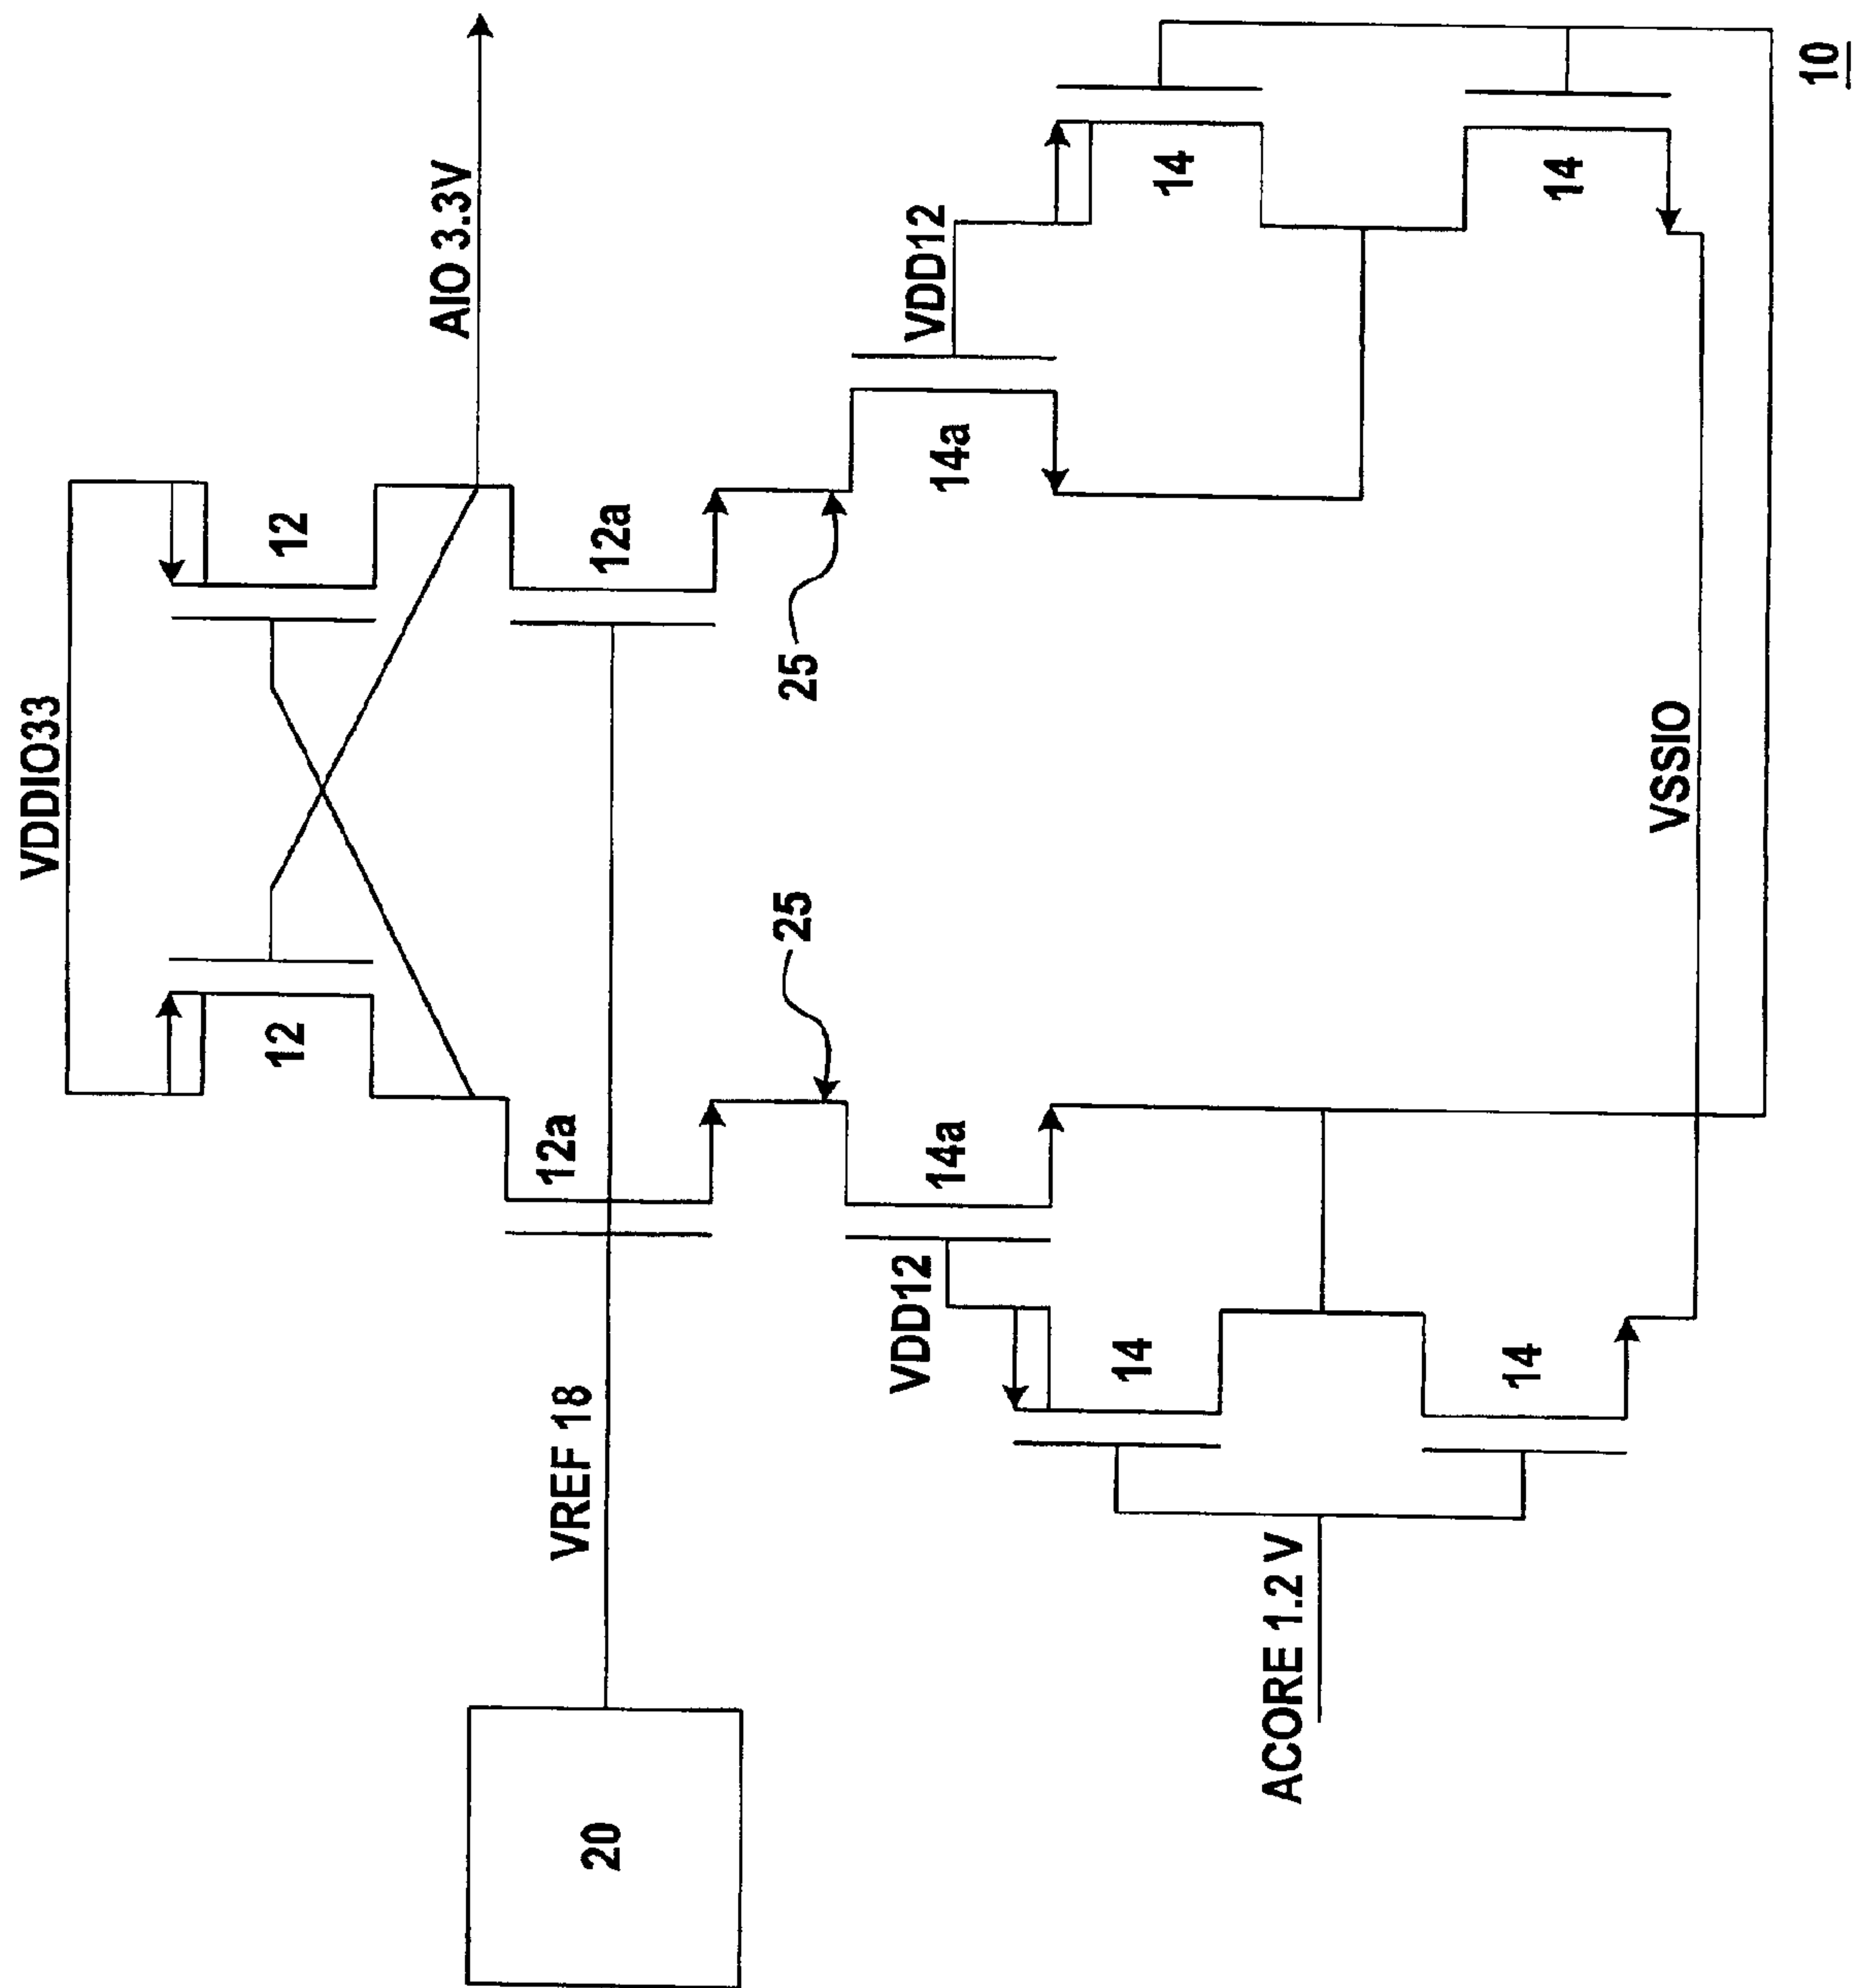 VDDIO33
12
12
AIO 3.3V
12a
12a
VREF 18
20
25
25
VDD12
14a
14a
VDD12
14
14
ACORE 1.2 V
14
14
VSSIO
10